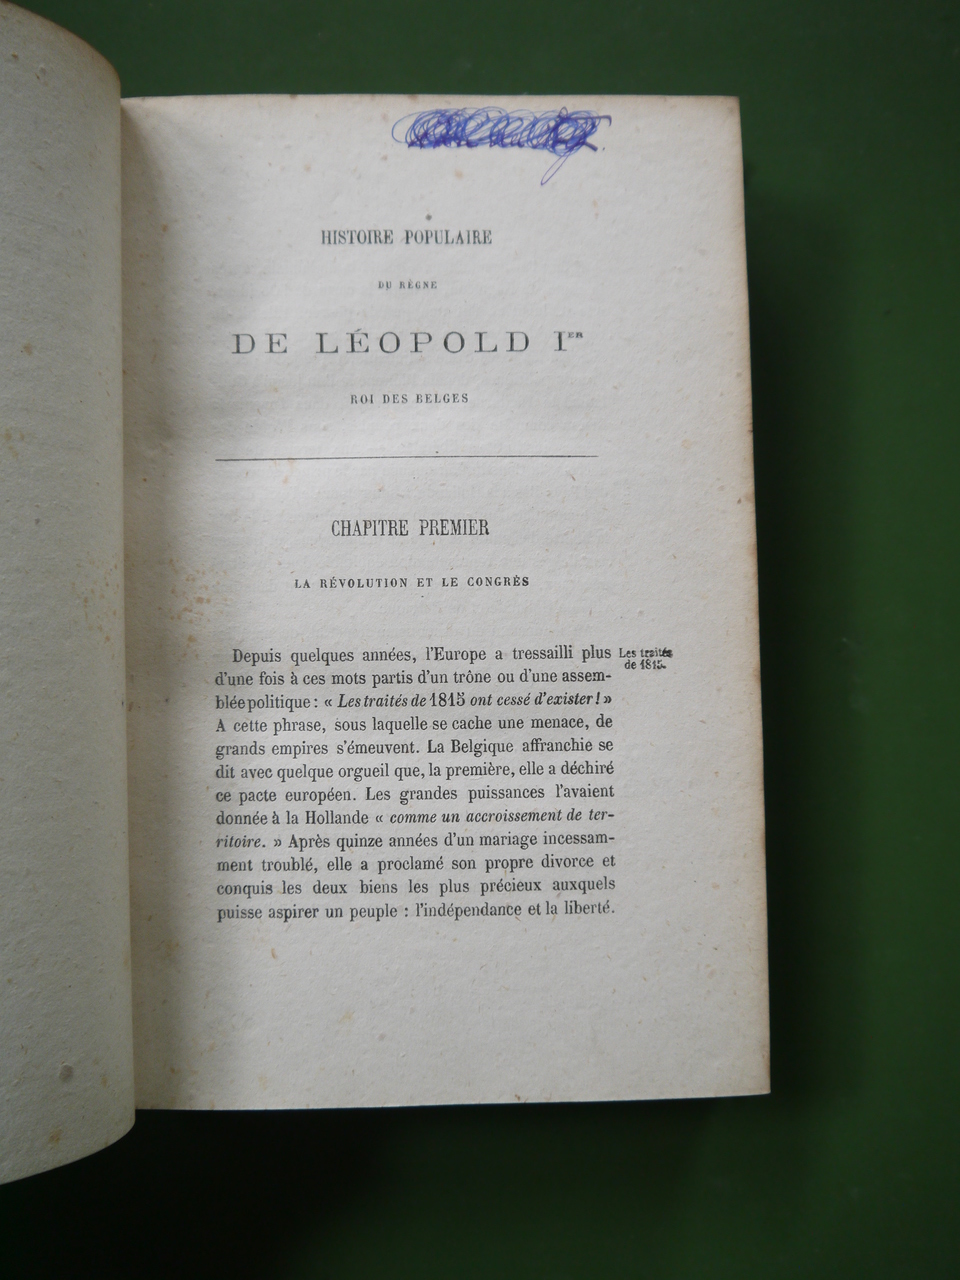 HISTOIRE POPULAIRE
DU RÈGNE
DE LÉOPOLD IER
ROI DES BELGES
CHAPITRE PREMIER
LA RÉVOLUTION ET LE CONGRÈS
Depuis quelques années, l'Europe a tressailli plus
Les traités
de 1815.
d'une fois à ces mots partis d'un trône ou d'une assem-
blée politique : « Les traités de 1815 ont cessé d'exister ! »
A cette phrase, sous laquelle se cache une menace, de
grands empires s'émeuvent. La Belgique affranchie se
dit avec quelque orgueil que, la première, elle a déchiré
ce pacte européen. Les grandes puissances l'avaient
donnée à la Hollande « comme un accroissement de ter-
ritoire. » Après quinze années d'un mariage incessam-
ment troublé, elle a proclamé son propre divorce et
conquis les deux biens les plus précieux auxquels
puisse aspirer un peuple : l'indépendance et la liberté.